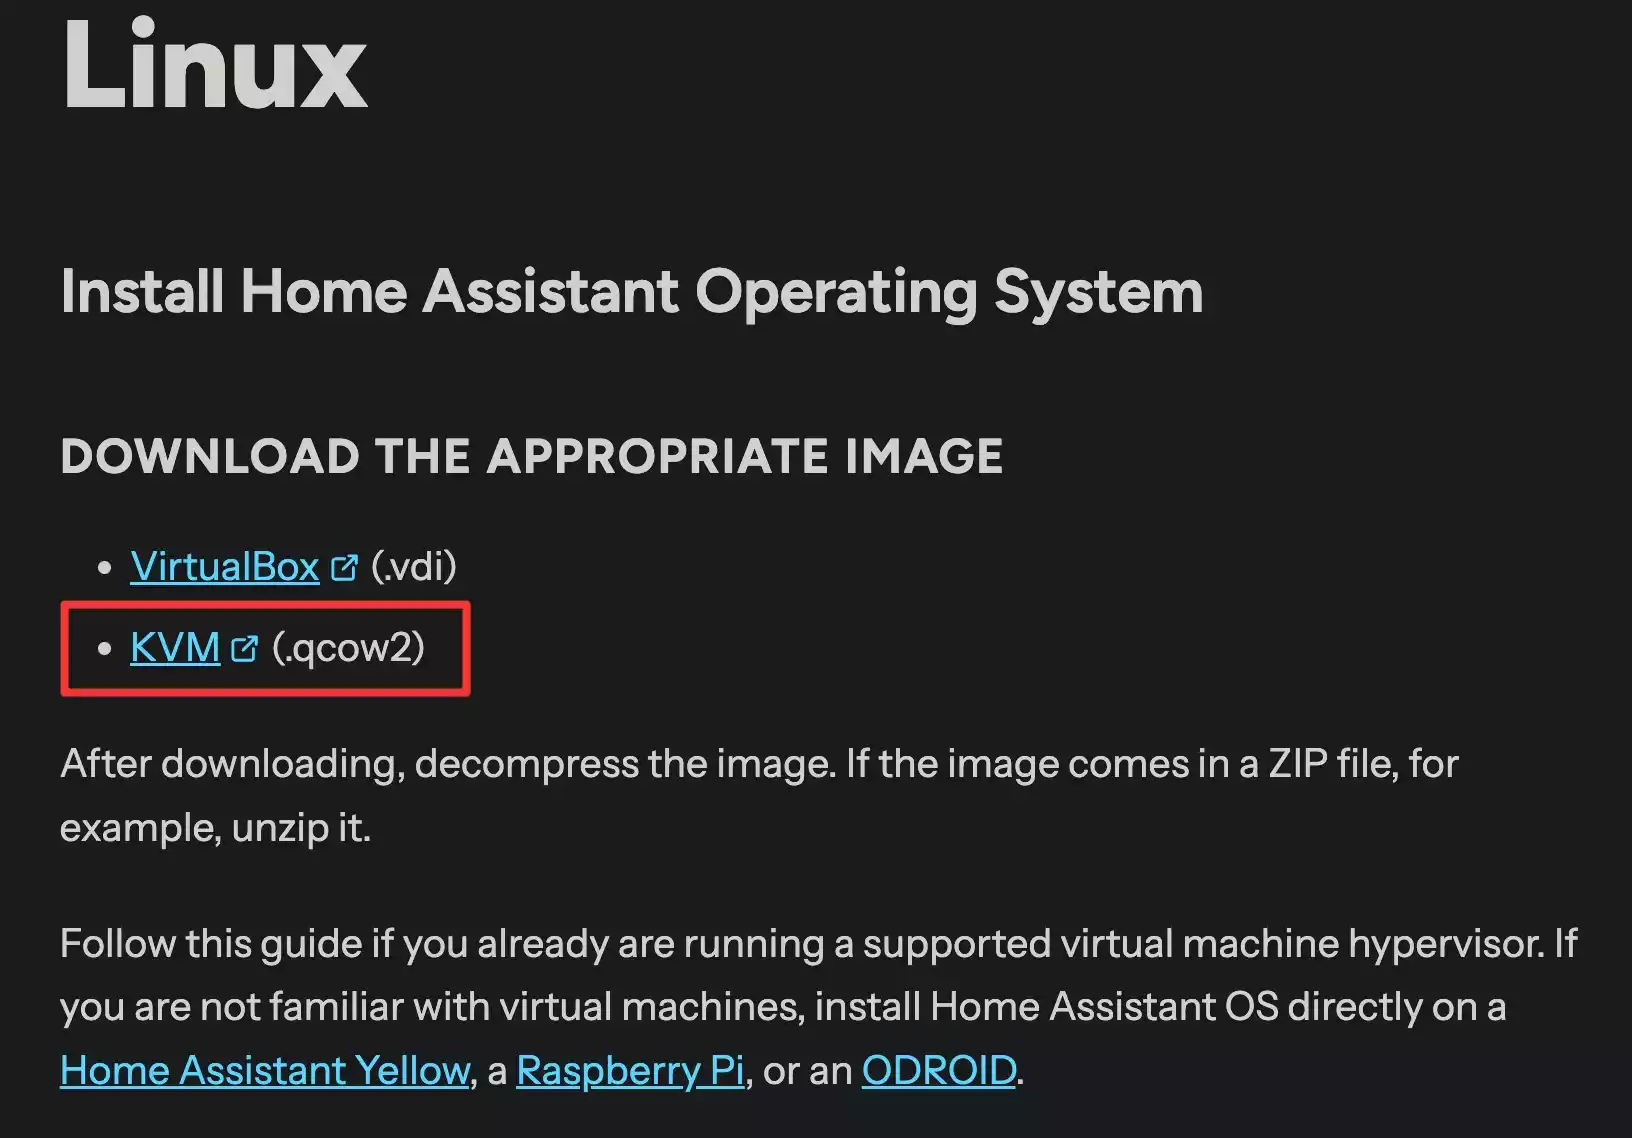 Linux
Install Home Assistant Operating System
DOWNLOAD THE APPROPRIATE IMAGE
• VirtualBox (.vdi)
• KVM (.qcow2)
After downloading, decompress the image. If the image comes in a ZIP file, for
example, unzip it.
Follow this guide if you already are running a supported virtual machine hypervisor. If
you are not familiar with virtual machines, install Home Assistant OS directly on a
Home Assistant Yellow, a Raspberry Pi, or an ODROID.